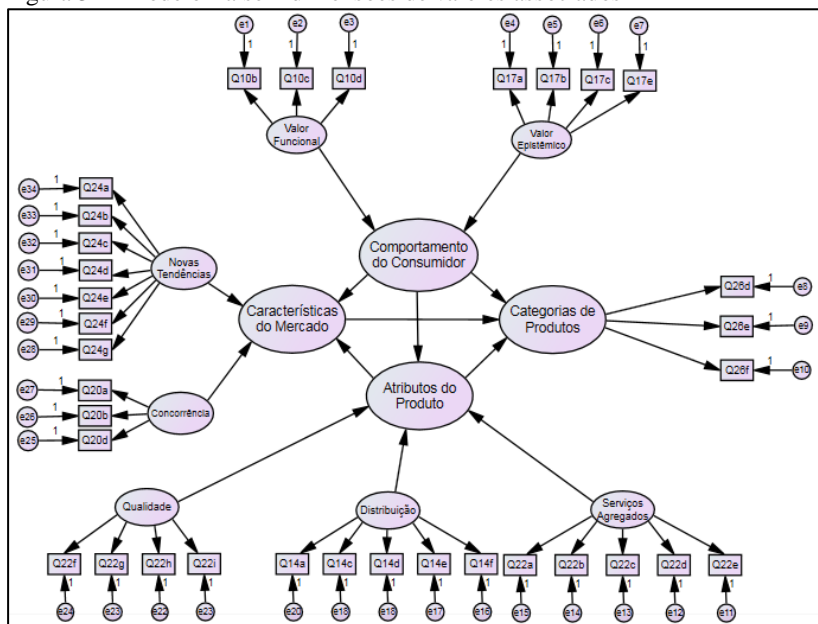 e1 e2 e3 e4 e5 e6 e7
1 1 1 1 1 1 1
Q10b Q10c Q10d Q17a Q17b Q17c Q17e
Valor
Funcional
Valor
Epistêmico
e34 1 Q24a
e33 1 Q24b
e32 1 Q24c
e31 1 Q24d
e30 1 Q24e
e29 1 Q24f
e28 1 Q24g
Novas
Tendências
Comportamento
do Consumidor
Características
do Mercado
Categorias de
Produtos
Q26d 1 e8
Q26e 1 e9
Q26f 1 e10
Atributos do
Produto
e27 1 Q20a
e26 1 Q20b
e25 1 Q20d
Concorrência
Qualidade
Distribuição
Serviços
Agregados
Q22f Q22g Q22h Q22i Q14a Q14c Q14d Q14e Q14f Q22a Q22b Q22c Q22d Q22e
1 1 1 1 1 1 1 1 1 1 1 1 1 1
e24 e23 e22 e23 e20 e18 e18 e17 e16 e15 e14 e13 e12 e11